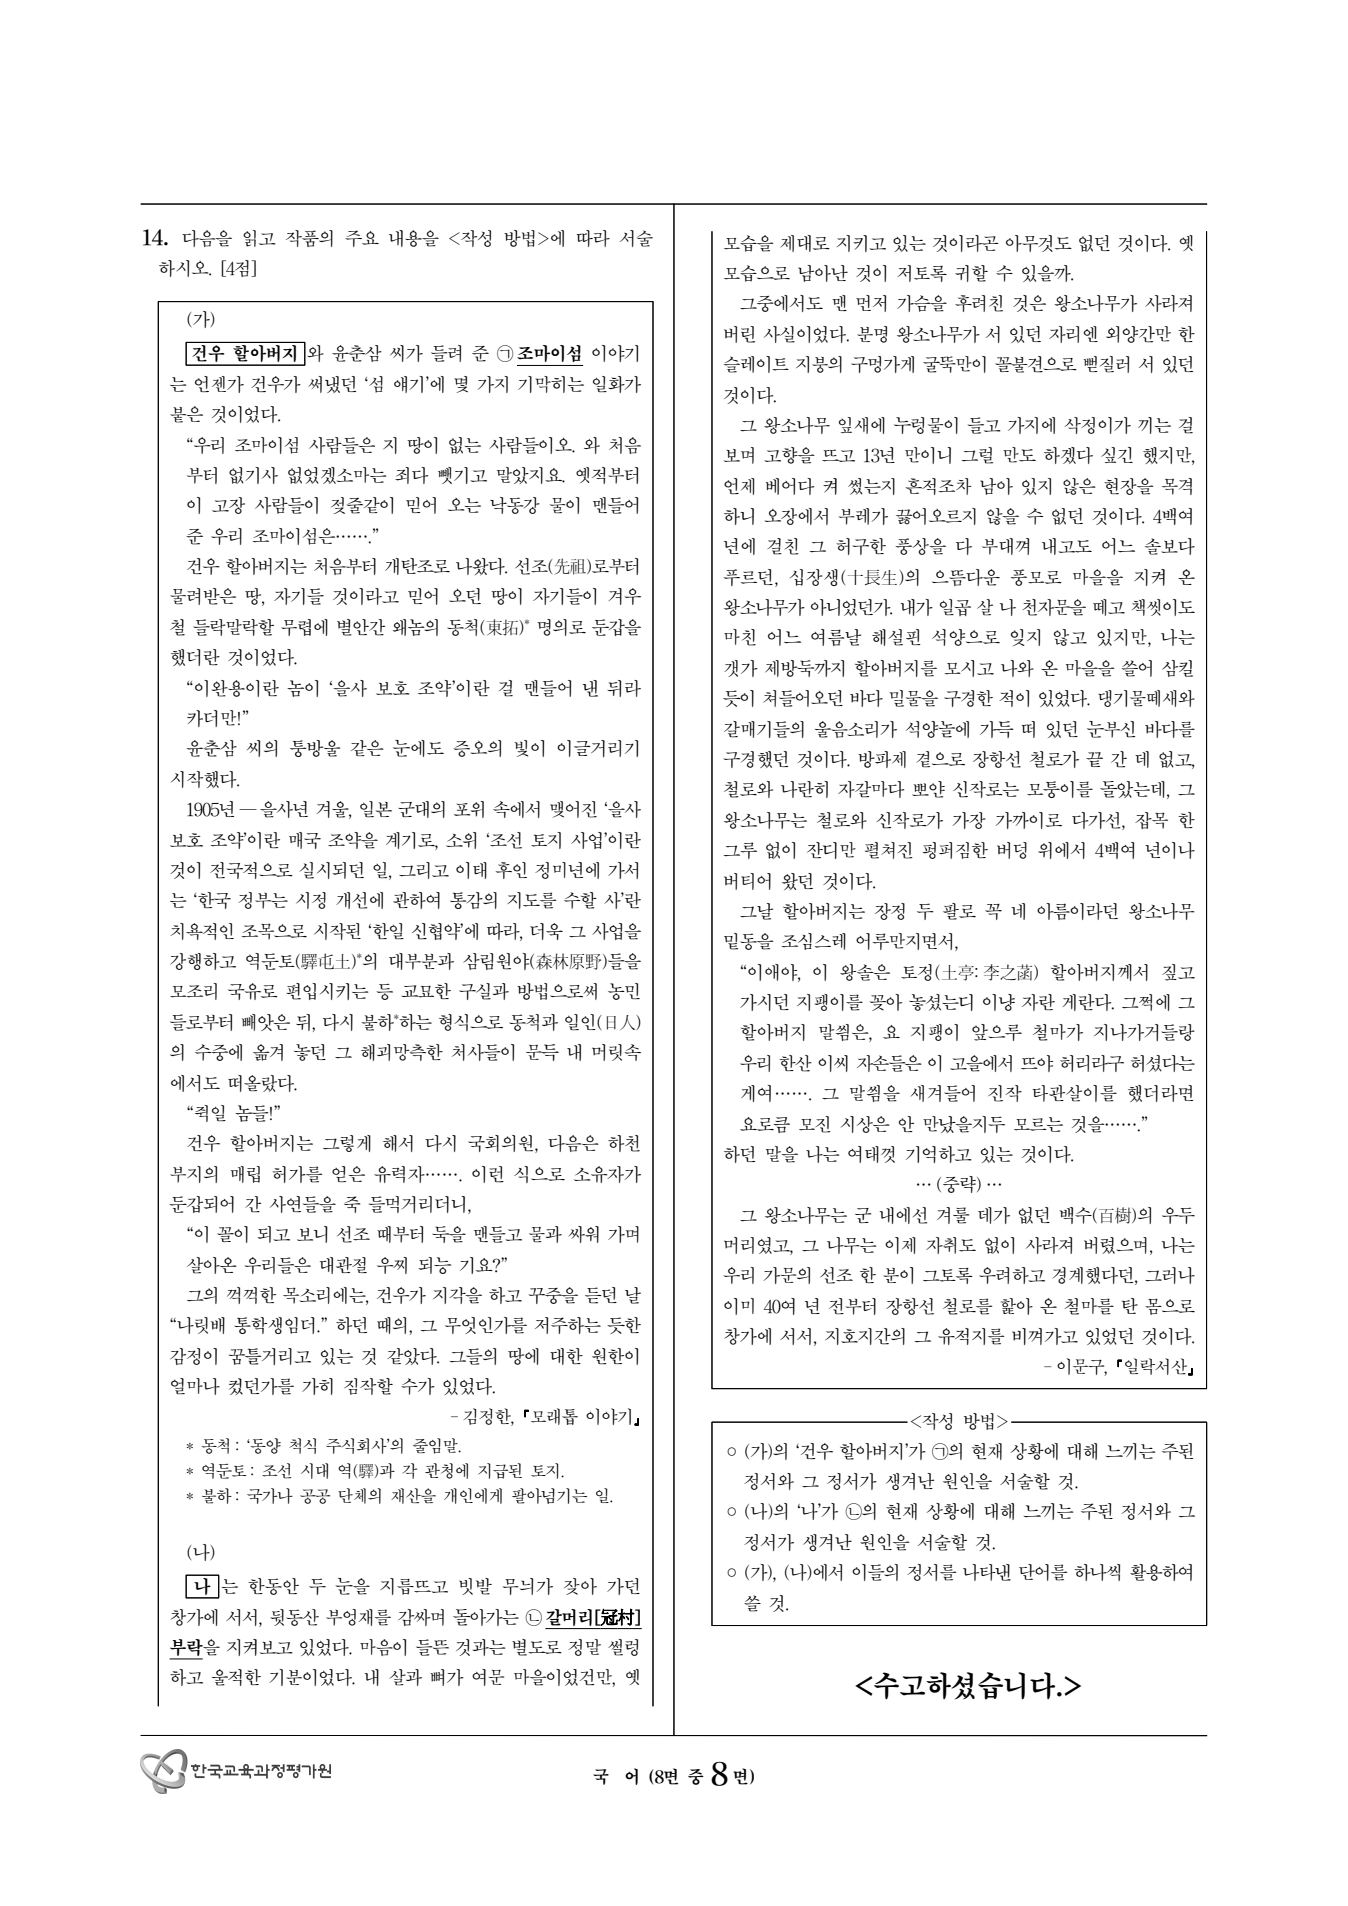 14. 다음을 읽고 작품의 주요 내용을 <작성 방법>에 따라 서술
하시오. [4점]
(가)
건우 할아버지와 윤춘삼 씨가 들려 준 ㉠조마이섬 이야기
는 언젠가 건우가 써냈던 ‘섬 얘기’에 몇 가지 기막히는 일화가
붙은 것이었다.
“우리 조마이섬 사람들은 지 땅이 없는 사람들이오. 와 처음
부터 없기사 없었겠소마는 죄다 뺏기고 말았지요. 옛적부터
이 고장 사람들이 젖줄같이 믿어 오는 낙동강 물이 맨들어
준 우리 조마이섬은…….”
건우 할아버지는 처음부터 개탄조로 나왔다. 선조(先祖)로부터
물려받은 땅, 자기들 것이라고 믿어 오던 땅이 자기들이 겨우
철 들락말락할 무렵에 별안간 왜놈의 동척(東拓)* 명의로 둔갑을
했더란 것이었다.
“이완용이란 놈이 ‘을사 보호 조약’이란 걸 맨들어 낸 뒤라
카더만!”
윤춘삼 씨의 퉁방울 같은 눈에도 증오의 빛이 이글거리기
시작했다.
1905년 — 을사년 겨울, 일본 군대의 포위 속에서 맺어진 ‘을사
보호 조약’이란 매국 조약을 계기로, 소위 ‘조선 토지 사업’이란
것이 전국적으로 실시되던 일, 그리고 이태 후인 정미년에 가서
는 ‘한국 정부는 시정 개선에 관하여 통감의 지도를 수할 사’란
치욕적인 조목으로 시작된 ‘한일 신협약’에 따라, 더욱 그 사업을
강행하고 역둔토(驛屯土)*의 대부분과 삼림원야(森林原野)들을
모조리 국유로 편입시키는 등 교묘한 구실과 방법으로써 농민
들로부터 빼앗은 뒤, 다시 불하*하는 형식으로 동척과 일인(日人)
의 수중에 옮겨 놓던 그 해괴망측한 처사들이 문득 내 머릿속
에서도 떠올랐다.
“쥑일 놈들!”
건우 할아버지는 그렇게 해서 다시 국회의원, 다음은 하천
부지의 매립 허가를 얻은 유력자……. 이런 식으로 소유자가
둔갑되어 간 사연들을 죽 들먹거리더니,
“이 꼴이 되고 보니 선조 때부터 둑을 맨들고 물과 싸워 가며
살아온 우리들은 대관절 우찌 되능 기요?”
그의 꺽꺽한 목소리에는, 건우가 지각을 하고 꾸중을 듣던 날
“나릿배 통학생임더.” 하던 때의, 그 무엇인가를 저주하는 듯한
감정이 꿈틀거리고 있는 것 같았다. 그들의 땅에 대한 원한이
얼마나 컸던가를 가히 짐작할 수가 있었다.
- 김정한, 『모래톱 이야기』
* 동척 : ‘동양 척식 주식회사’의 줄임말.
* 역둔토 : 조선 시대 역(驛)과 각 관청에 지급된 토지.
* 불하 : 국가나 공공 단체의 재산을 개인에게 팔아넘기는 일.
(나)
나는 한동안 두 눈을 지릅뜨고 빗발 무늬가 잦아 가던
창가에 서서, 뒷동산 부엉재를 감싸며 돌아가는 ㉡갈머리[冠村]
부락을 지켜보고 있었다. 마음이 들뜬 것과는 별도로 정말 썰렁
하고 울적한 기분이었다. 내 살과 뼈가 여문 마을이었건만, 옛
모습을 제대로 지키고 있는 것이라곤 아무것도 없던 것이다. 옛
모습으로 남아난 것이 저토록 귀할 수 있을까.
그중에서도 맨 먼저 가슴을 후려친 것은 왕소나무가 사라져
버린 사실이었다. 분명 왕소나무가 서 있던 자리엔 외양간만 한
슬레이트 지붕의 구멍가게 굴뚝만이 꼴불견으로 뻗질러 서 있던
것이다.
그 왕소나무 잎새에 누렁물이 들고 가지에 삭정이가 끼는 걸
보며 고향을 뜨고 13년 만이니 그럴 만도 하겠다 싶긴 했지만,
언제 베어다 켜 썼는지 흔적조차 남아 있지 않은 현장을 목격
하니 오장에서 부레가 끓어오르지 않을 수 없던 것이다. 4백여
년에 걸친 그 허구한 풍상을 다 부대껴 내고도 어느 솔보다
푸르던, 십장생(十長生)의 으뜸다운 풍모로 마을을 지켜 온
왕소나무가 아니었던가. 내가 일곱 살 나 천자문을 떼고 책씻이도
마친 어느 여름날 해설핀 석양으로 잊지 않고 있지만, 나는
갯가 제방둑까지 할아버지를 모시고 나와 온 마을을 쓸어 삼킬
듯이 쳐들어오던 바다 밀물을 구경한 적이 있었다. 댕기물떼새와
갈매기들의 울음소리가 석양놀에 가득 떠 있던 눈부신 바다를
구경했던 것이다. 방파제 곁으로 장항선 철로가 끝 간 데 없고,
철로와 나란히 자갈마다 뽀얀 신작로는 모퉁이를 돌았는데, 그
왕소나무는 철로와 신작로가 가장 가까이로 다가선, 잡목 한
그루 없이 잔디만 펼쳐진 펑퍼짐한 버덩 위에서 4백여 년이나
버티어 왔던 것이다.
그날 할아버지는 장정 두 팔로 꼭 네 아름이라던 왕소나무
밑동을 조심스레 어루만지면서,
“이애야, 이 왕솔은 토정(土亭: 李之菡) 할아버지께서 짚고
가시던 지팽이를 꽂아 놓셨는디 이냥 자란 게란다. 그쩍에 그
할아버지 말씀은, 요 지팽이 앞으루 철마가 지나가거들랑
우리 한산 이씨 자손들은 이 고을에서 뜨야 허리라구 허셨다는
게여……. 그 말씀을 새겨들어 진작 타관살이를 했더라면
요로큼 모진 시상은 안 만났을지두 모르는 것을…….”
하던 말을 나는 여태껏 기억하고 있는 것이다.
… (중략) …
그 왕소나무는 군 내에선 겨룰 데가 없던 백수(百樹)의 우두
머리였고, 그 나무는 이제 자취도 없이 사라져 버렸으며, 나는
우리 가문의 선조 한 분이 그토록 우려하고 경계했다던, 그러나
이미 40여 년 전부터 장항선 철로를 핥아 온 철마를 탄 몸으로
창가에 서서, 지호지간의 그 유적지를 비껴가고 있었던 것이다.
- 이문구, 『일락서산』
<작성 방법>
○ (가)의 ‘건우 할아버지’가 ㉠의 현재 상황에 대해 느끼는 주된
정서와 그 정서가 생겨난 원인을 서술할 것.
○ (나)의 ‘나’가 ㉡의 현재 상황에 대해 느끼는 주된 정서와 그
정서가 생겨난 원인을 서술할 것.
○ (가), (나)에서 이들의 정서를 나타낸 단어를 하나씩 활용하여
쓸 것.
<수고하셨습니다.>
한국교육과정평가원
국 어 (8면 중 8 면)